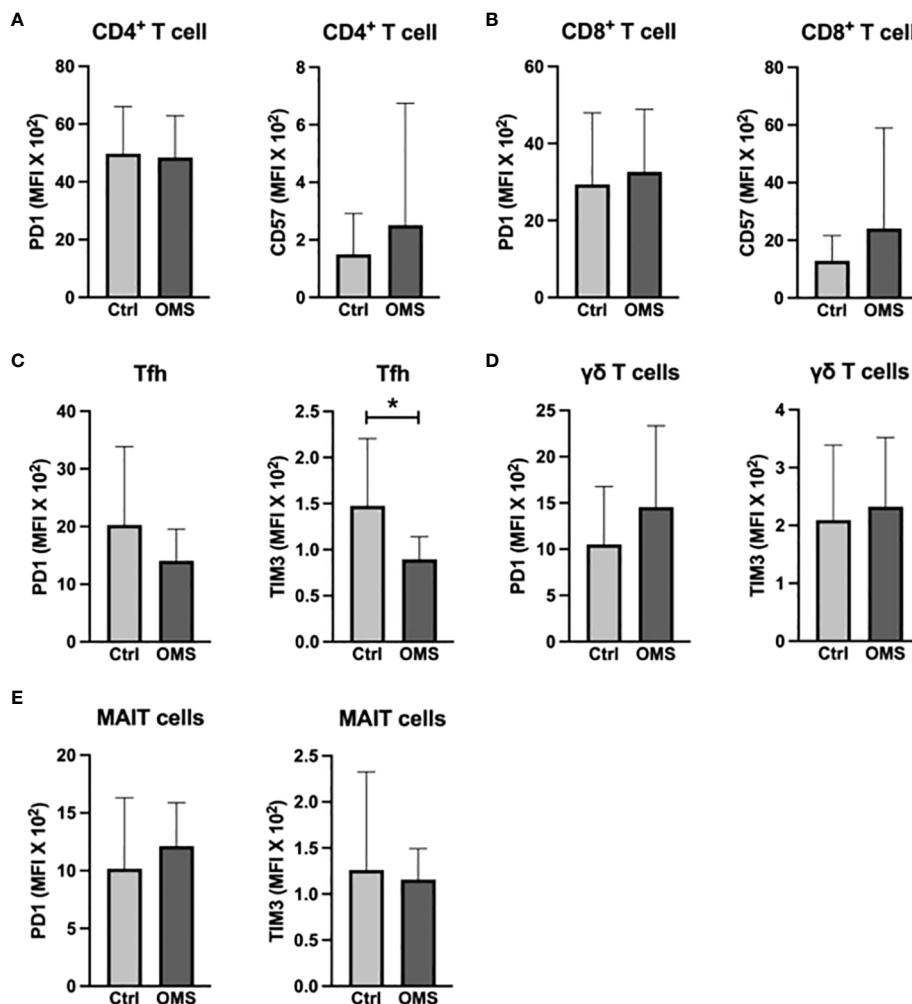 A
B
CD4⁺ T cell
CD4⁺ T cell
CD8⁺ T cell
CD8⁺ T cel
PD1 (MFI X 10²)
80
60
40
20
0
Ctrl OMS
CD57 (MFI X 10²)
8
6
4
2
0
Ctrl OMS
PD1 (MFI X 10²)
60
40
20
0
Ctrl OMS
CD57 (MFI X 10²)
80
60
40
20
0
Ctrl OMS
C
D
Tfh
Tfh
γδ T cells
γδ T cells
PD1 (MFI X 10²)
40
30
20
10
0
Ctrl OMS
TIM3 (MFI X 10²)
2.5
2.0
1.5
1.0
0.5
0.0
*
Ctrl OMS
PD1 (MFI X 10²)
25
20
15
10
5
0
Ctrl OMS
TIM3 (MFI X 10²)
4
3
2
1
0
Ctrl OMS
E
MAIT cells
MAIT cells
PD1 (MFI X 10²)
20
15
10
5
0
Ctrl OMS
TIM3 (MFI X 10²)
2.5
2.0
1.5
1.0
0.5
0.0
Ctrl OMS